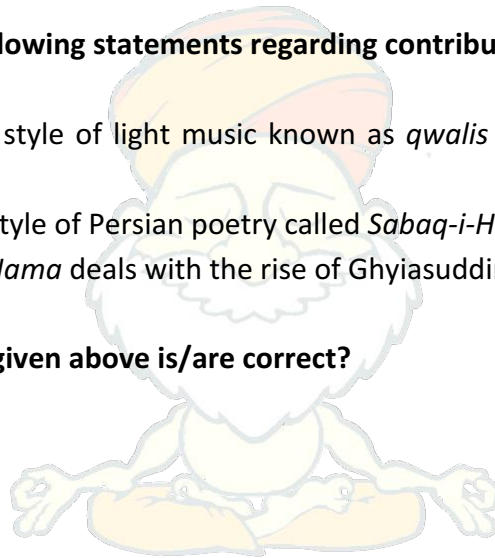 lowing statements regarding contribu
style of light music known as qwalis
tyle of Persian poetry called Sabaq-i-H
Nama deals with the rise of Ghyiasuddi
given above is/are correct?